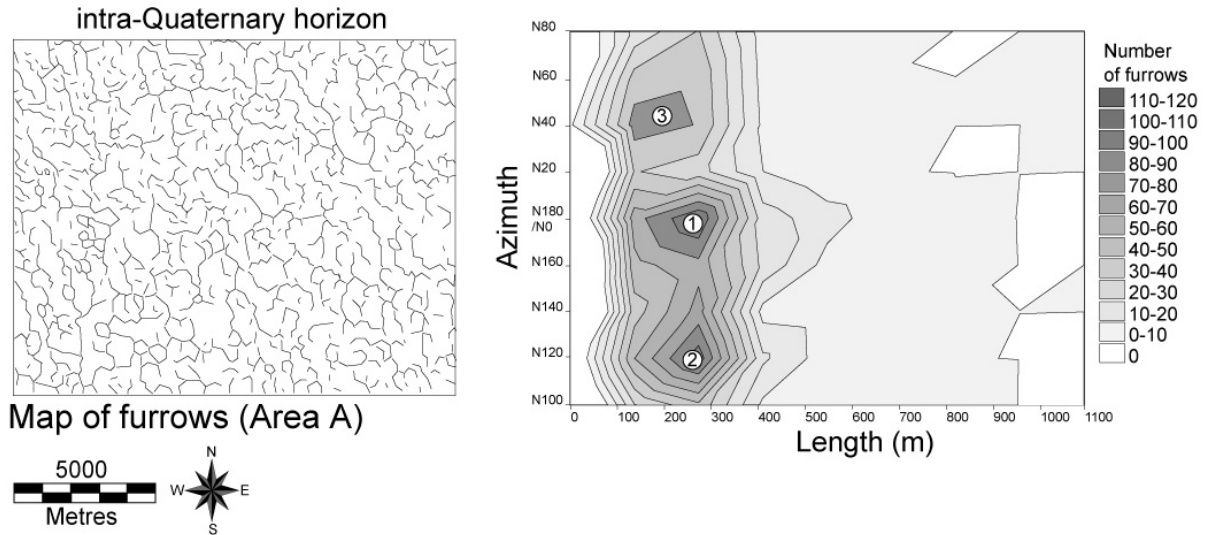 intra-Quaternary horizon
Map of furrows (Area A)
5000
Metres
N
W
E
S
Azimuth
N80
N60
N40
N20
N180
/N0
N160
N140
N120
N100
3
1
2
0 100 200 300 400 500 600 700 800 900 1000 1100
Length (m)
Number
of furrows
110-120
100-110
90-100
80-90
70-80
60-70
50-60
40-50
30-40
20-30
10-20
0-10
0